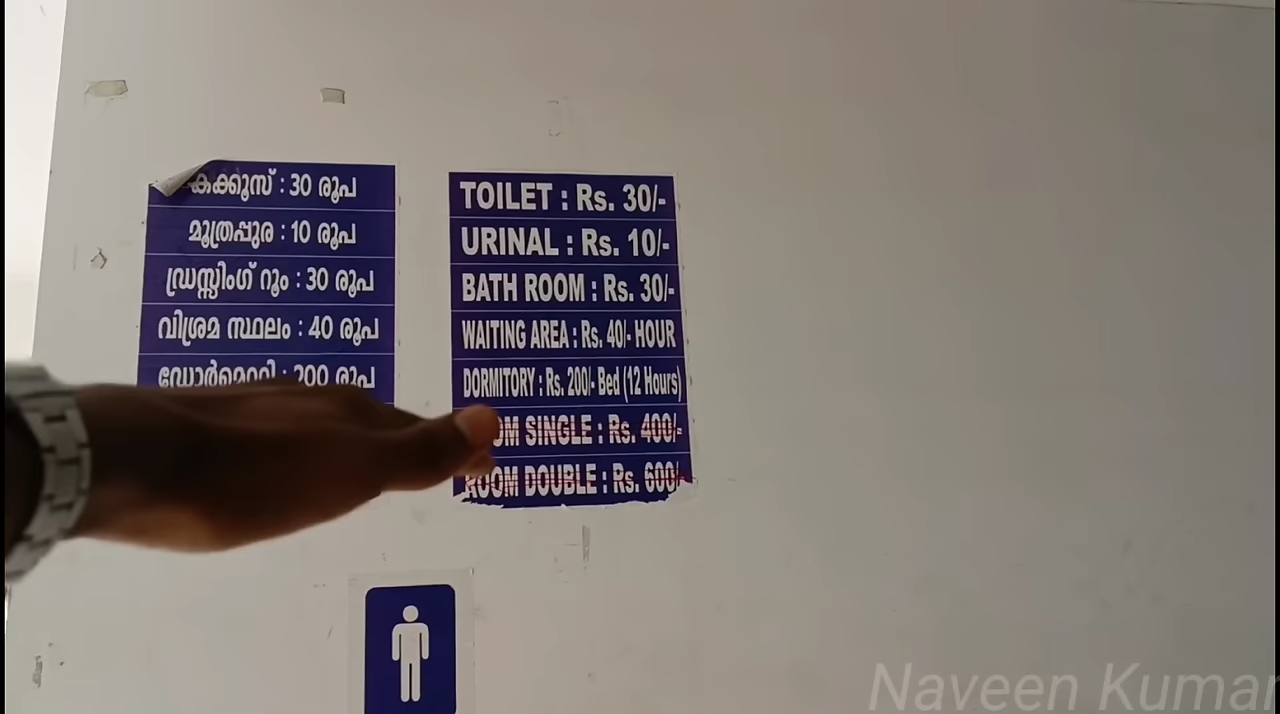 കക്കൂസ് : 30 രൂപ
മൂത്രപ്പുര : 10 രൂപ
ഡ്രസ്സിംഗ് റൂം : 30 രൂപ
വിശ്രമ സ്ഥലം : 40 രൂപ
ഡോർമെറ്ററി : 200 രൂപ
TOILET : Rs. 30/-
URINAL : Rs. 10/-
BATH ROOM : Rs. 30/-
WAITING AREA : Rs. 40/- HOUR
DORMITORY : Rs. 200/- Bed (12 Hours)
SINGLE : Rs. 400/-
ROOM DOUBLE : Rs. 600/-
Naveen Kumar